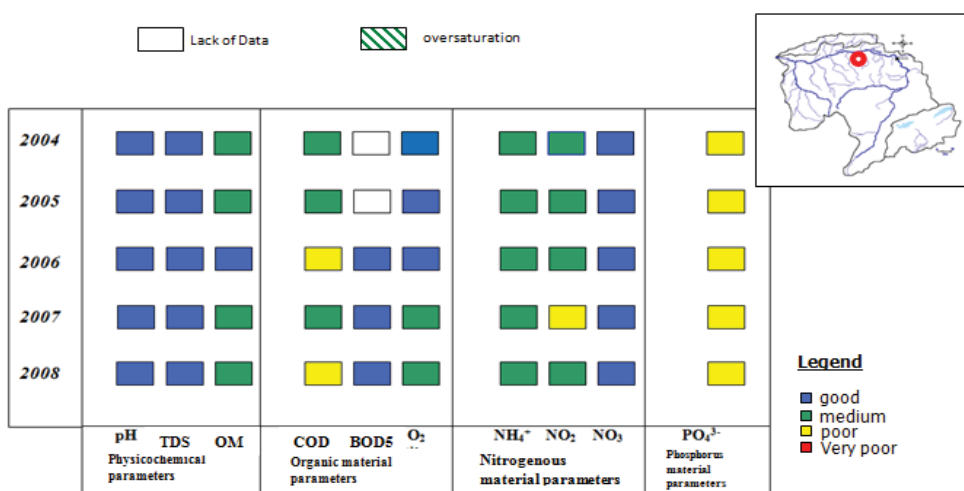 Lack of Data oversaturation
2004
2005
2006
2007
2008
pH TDS OM COD BOD5 O₂ NH₄⁺ NO₂ NO₃ PO₄³⁻
Physicochemical
parameters
Organic material
parameters
Nitrogenous
material parameters
Phosphorus
material
parameters
Legend
good
medium
poor
Very poor